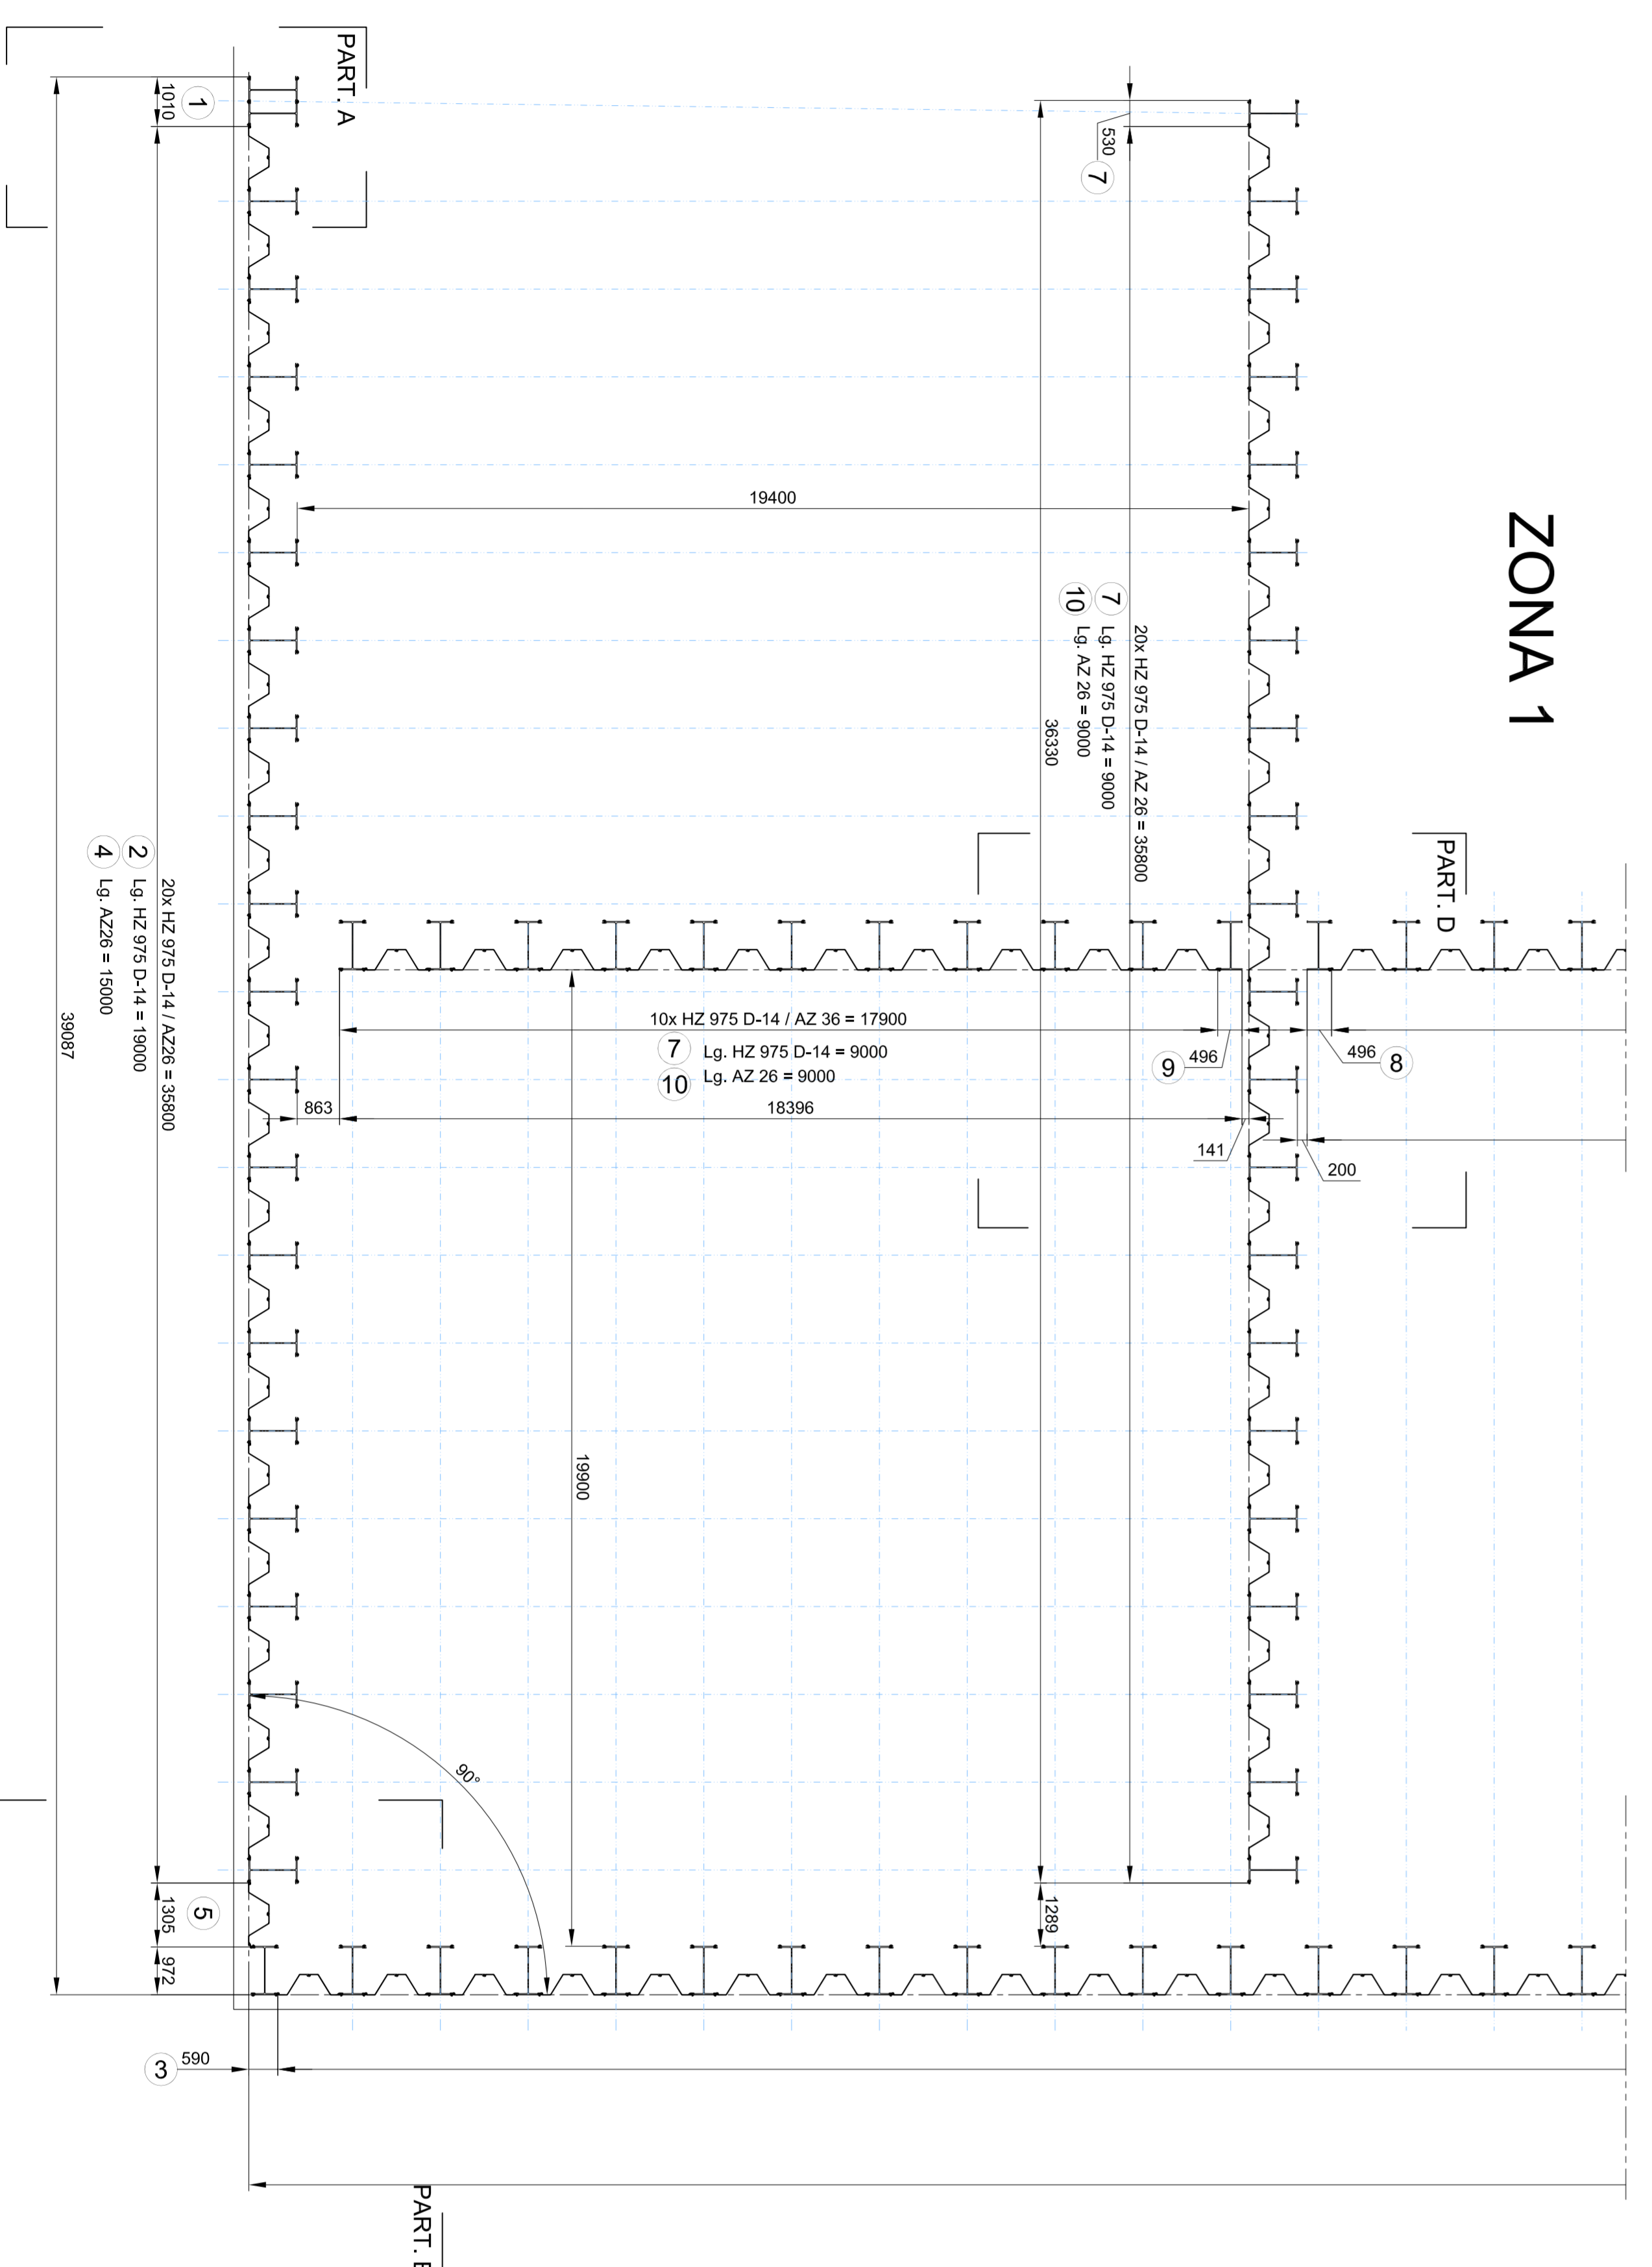 PART. A
1010
1
530
7
ZONA 1
19400
20x HZ 975 D-14 / AZ 26 = 35800
7 Lg. HZ 975 D-14 = 9000
10 Lg. AZ 26 = 9000
36330
PART. D
20x HZ 975 D-14 / AZ26 = 35800
2 Lg. HZ 975 D-14 = 19000
4 Lg. AZ26 = 15000
39087
10x HZ 975 D-14 / AZ 36 = 17900
7 Lg. HZ 975 D-14 = 9000
10 Lg. AZ 26 = 9000
9 496
496 8
863
18396
141
200
19900
90°
1305
5
972
1289
3 590
PART.